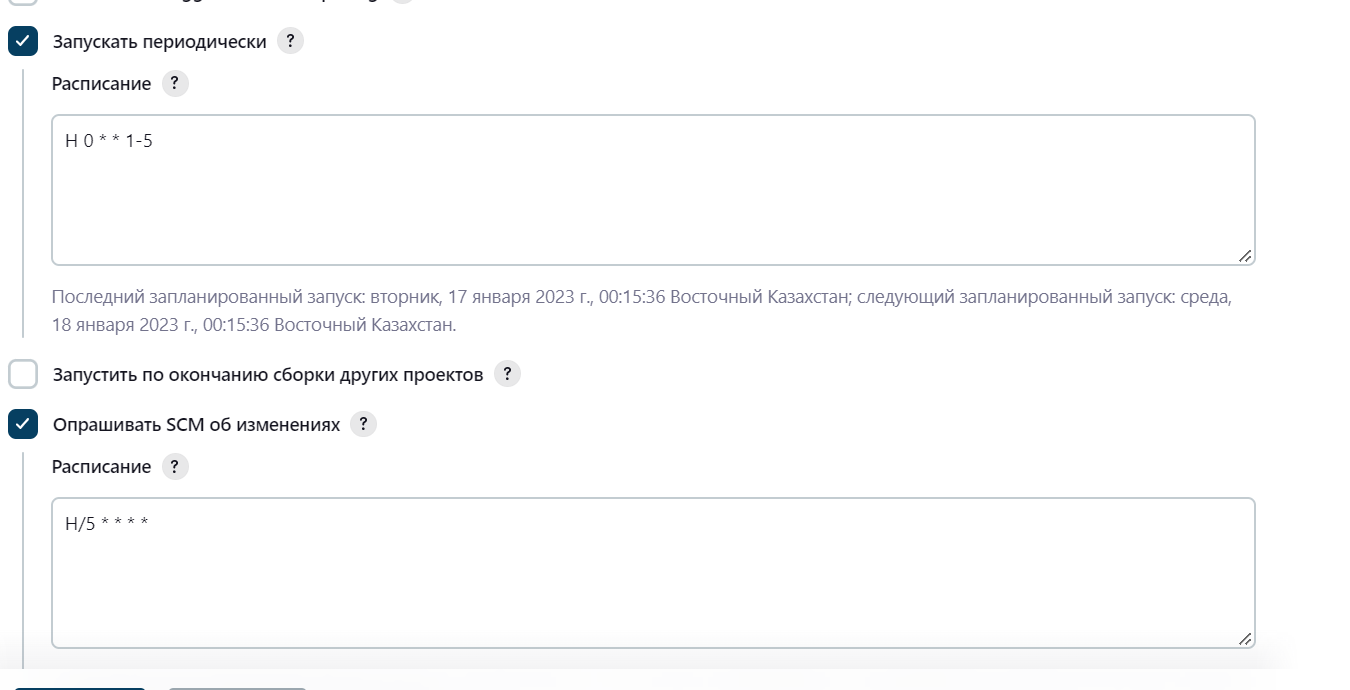 Запускать периодически ?
Расписание ?
H 0 * * 1-5
Последний запланированный запуск: вторник, 17 января 2023 г., 00:15:36 Восточный Казахстан; следующий запланированный запуск: среда,
18 января 2023 г., 00:15:36 Восточный Казахстан.
Запустить по окончанию сборки других проектов ?
Опрашивать SCM об изменениях ?
Расписание ?
H/5 * * * *